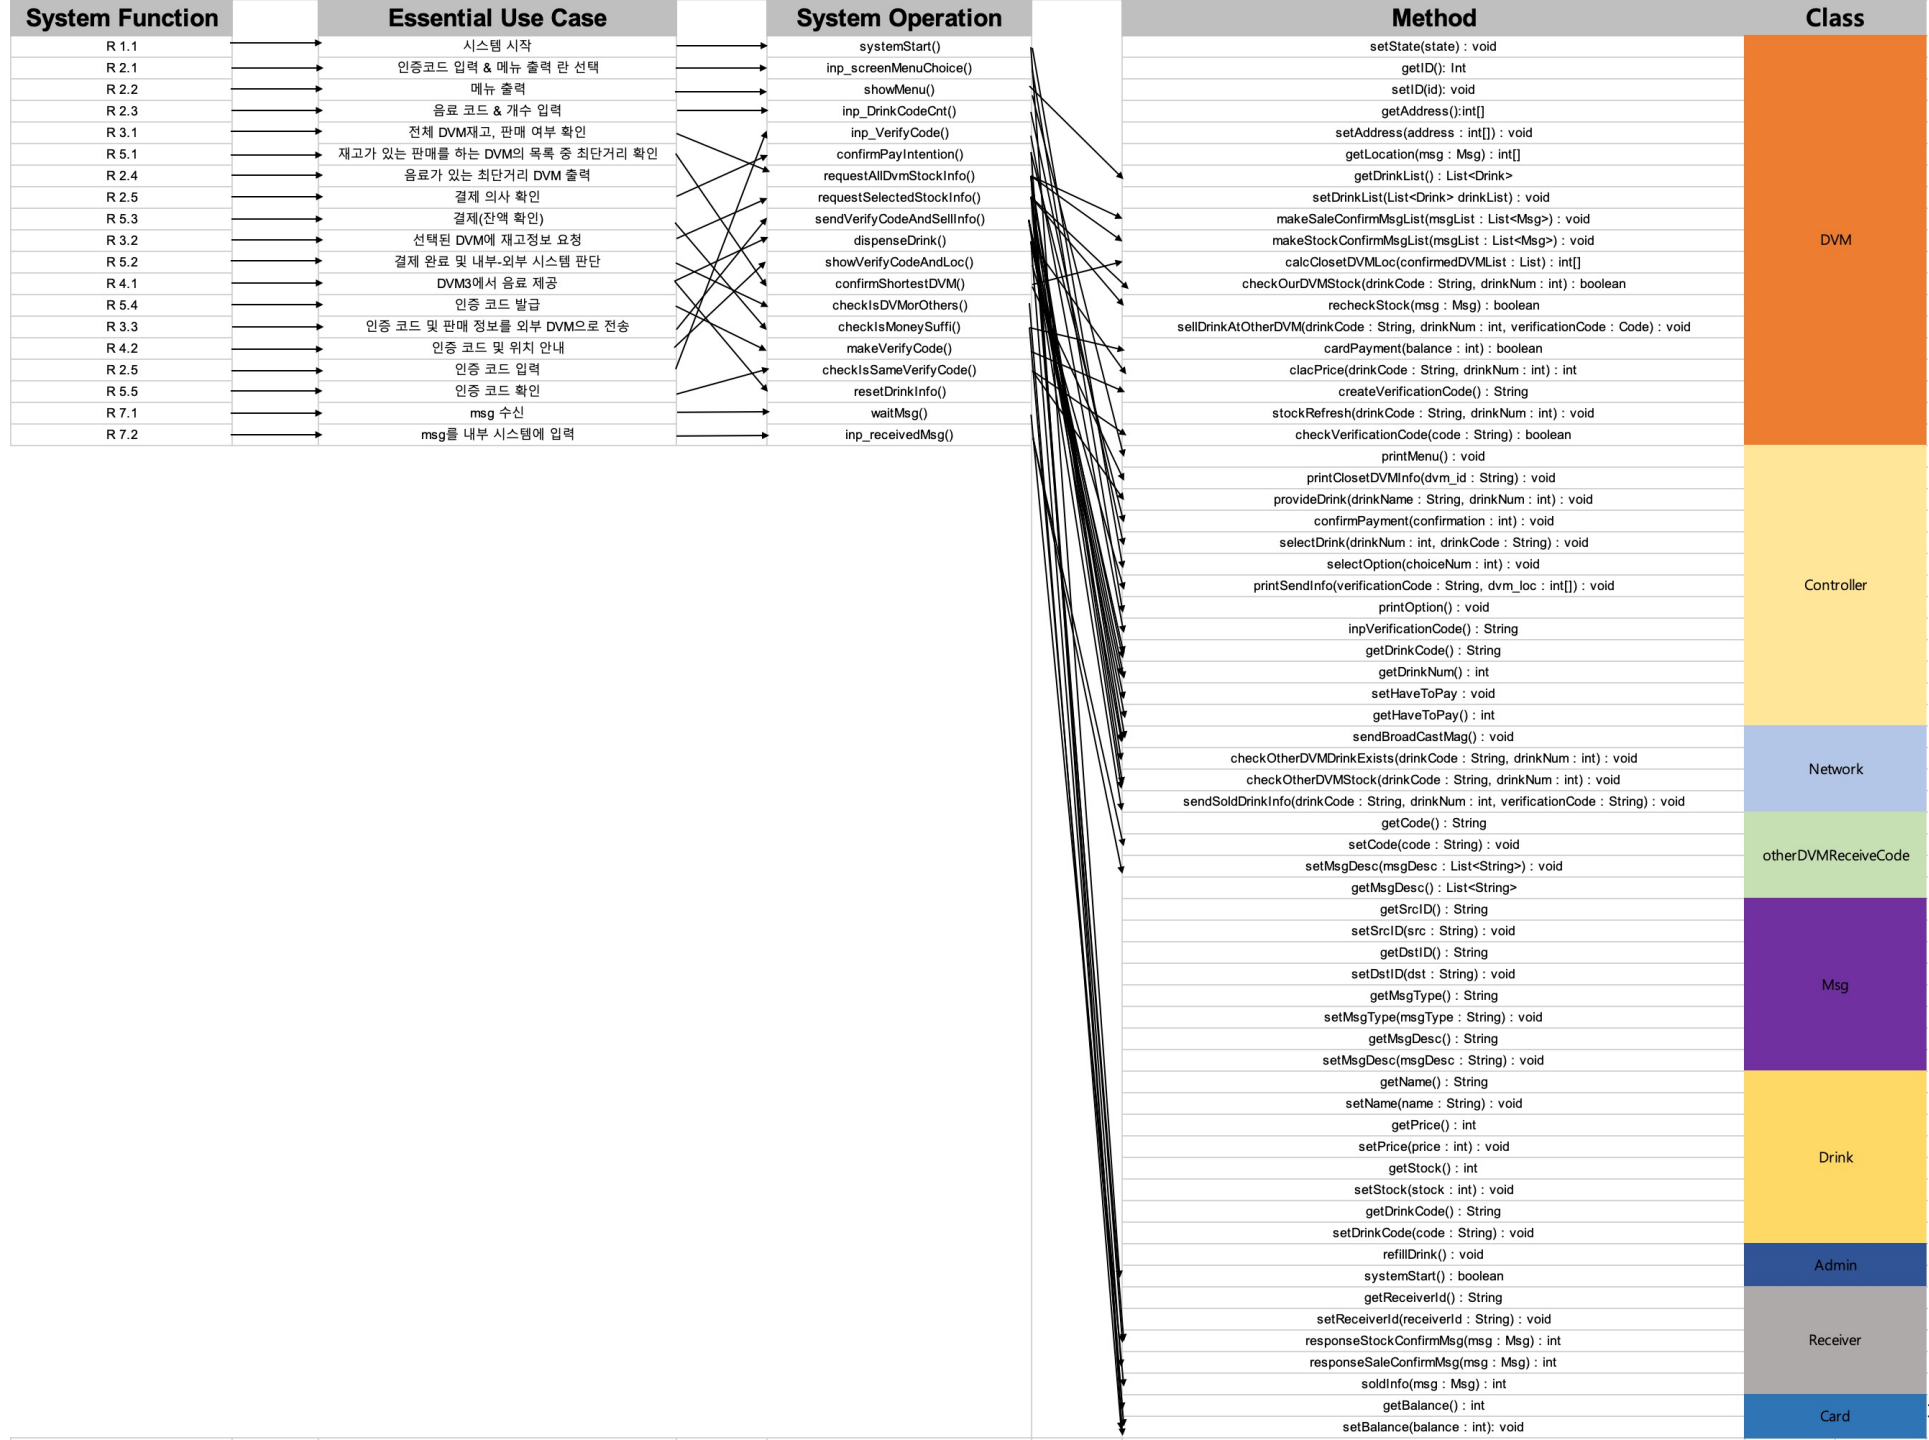 System Function
Essential Use Case
System Operation
Method
Class
R 1.1
시스템 시작
systemStart()
setState(state) : void
R 2.1
인증코드 입력 & 메뉴 출력 란 선택
inp_screenMenuChoice()
getID(): Int
R 2.2
메뉴 출력
showMenu()
setID(id): void
R 2.3
음료 코드 & 개수 입력
inp_DrinkCodeCnt()
getAddress():int[]
R 3.1
전체 DVM재고, 판매 여부 확인
inp_VerifyCode()
setAddress(address : int[]) : void
R 5.1
재고가 있는 판매를 하는 DVM의 목록 중 최단거리 확인
confirmPayIntention()
getLocation(msg : Msg) : int[]
R 2.4
음료가 있는 최단거리 DVM 출력
requestAllDvmStockInfo()
getDrinkList() : List<Drink>
R 2.5
결제 의사 확인
requestSelectedStockInfo()
setDrinkList(List<Drink> drinkList) : void
R 5.3
결제(잔액 확인)
sendVerifyCodeAndSellInfo()
makeSaleConfirmMsgList(msgList : List<Msg>) : void
R 3.2
선택된 DVM에 재고정보 요청
dispenseDrink()
makeStockConfirmMsgList(msgList : List<Msg>) : void
DVM
R 5.2
결제 완료 및 내부-외부 시스템 판단
showVerifyCodeAndLoc()
calcClosetDVMLoc(confirmedDVMList : List) : int[]
R 4.1
DVM3에서 음료 제공
confirmShortestDVM()
checkOurDVMStock(drinkCode : String, drinkNum : int) : boolean
R 5.4
인증 코드 발급
checkIsDVMorOthers()
recheckStock(msg : Msg) : boolean
R 3.3
인증 코드 및 판매 정보를 외부 DVM으로 전송
checkIsMoneySuffi()
sellDrinkAtOtherDVM(drinkCode : String, drinkNum : int, verificationCode : Code) : void
R 4.2
인증 코드 및 위치 안내
makeVerifyCode()
cardPayment(balance : int) : boolean
R 2.5
인증 코드 입력
checkIsSameVerifyCode()
clacPrice(drinkCode : String, drinkNum : int) : int
R 5.5
인증 코드 확인
resetDrinkInfo()
createVerificationCode() : String
R 7.1
msg 수신
waitMsg()
stockRefresh(drinkCode : String, drinkNum : int) : void
R 7.2
msg를 내부 시스템에 입력
inp_receivedMsg()
checkVerificationCode(code : String) : boolean
printMenu() : void
printClosetDVMInfo(dvm_id : String) : void
provideDrink(drinkName : String, drinkNum : int) : void
confirmPayment(confirmation : int) : void
selectDrink(drinkNum : int, drinkCode : String) : void
selectOption(choiceNum : int) : void
printSendInfo(verificationCode : String, dvm_loc : int[]) : void
Controller
printOption() : void
inpVerificationCode() : String
getDrinkCode() : String
getDrinkNum() : int
setHaveToPay : void
getHaveToPay() : int
sendBroadCastMag() : void
checkOtherDVMDrinkExists(drinkCode : String, drinkNum : int) : void
Network
checkOtherDVMStock(drinkCode : String, drinkNum : int) : void
sendSoldDrinkInfo(drinkCode : String, drinkNum : int, verificationCode : String) : void
getCode() : String
setCode(code : String) : void
otherDVMReceiveCode
setMsgDesc(msgDesc : List<String>) : void
getMsgDesc() : List<String>
getSrcID() : String
setSrcID(src : String) : void
getDstID() : String
setDstID(dst : String) : void
Msg
getMsgType() : String
setMsgType(msgType : String) : void
getMsgDesc() : String
setMsgDesc(msgDesc : String) : void
getName() : String
setName(name : String) : void
getPrice() : int
setPrice(price : int) : void
Drink
getStock() : int
setStock(stock : int) : void
getDrinkCode() : String
setDrinkCode(code : String) : void
refillDrink() : void
Admin
systemStart() : boolean
getReceiverId() : String
setReceiverId(receiverId : String) : void
responseStockConfirmMsg(msg : Msg) : int
Receiver
responseSaleConfirmMsg(msg : Msg) : int
soldInfo(msg : Msg) : int
getBalance() : int
Card
setBalance(balance : int): void